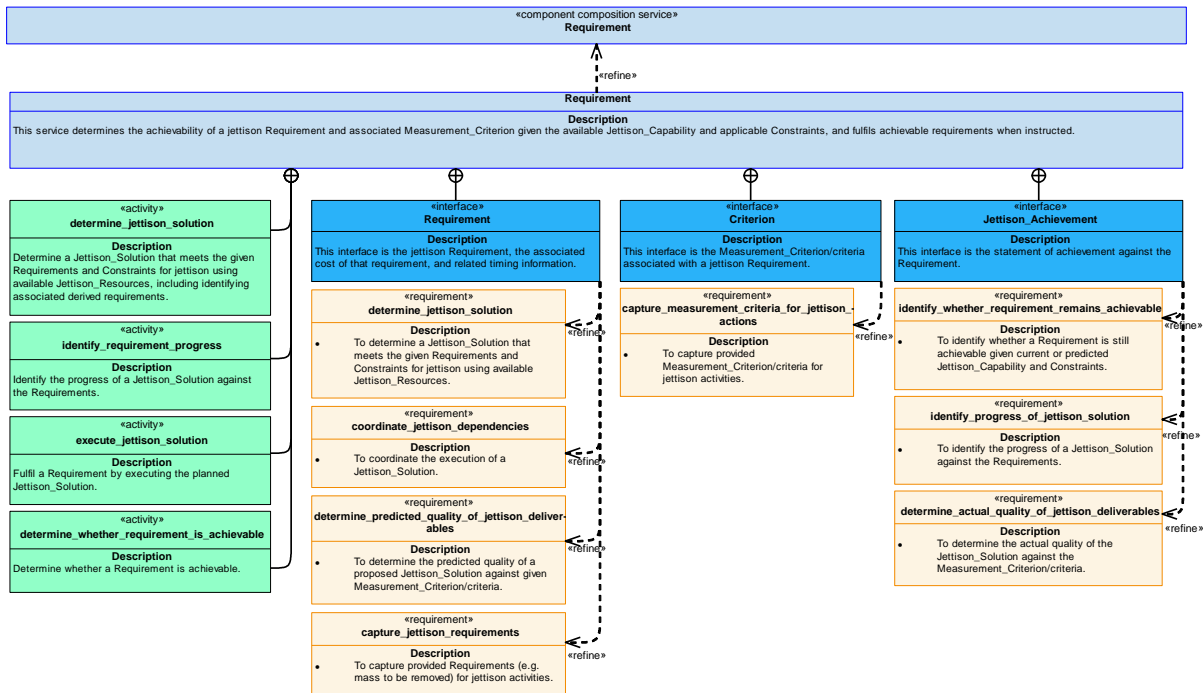 «component composition service»
Requirement
«refine»
Requirement
Description
This service determines the achievability of a jettison Requirement and associated Measurement_Criterion given the available Jettison_Capability and applicable Constraints, and fulfils achievable requirements when instructed.
«activity»
determine_jettison_solution
Description
Determine a Jettison_Solution that meets the given
Requirements and Constraints for jettison using
available Jettison_Resources, including identifying
associated derived requirements.
«activity»
identify_requirement_progress
Description
Identify the progress of a Jettison_Solution against
the Requirements.
«activity»
execute_jettison_solution
Description
Fulfil a Requirement by executing the planned
Jettison_Solution.
«activity»
determine_whether_requirement_is_achievable
Description
Determine whether a Requirement is achievable.
«interface»
Requirement
Description
This interface is the jettison Requirement, the associated
cost of that requirement, and related timing information.
«requirement»
determine_jettison_solution
«refine»
Description
• To determine a Jettison_Solution that
meets the given Requirements and
Constraints for jettison using available
Jettison_Resources.
«requirement»
coordinate_jettison_dependencies
Description
• To coordinate the execution of a
Jettison_Solution.
«refine»
«requirement»
determine_predicted_quality_of_jettison_deliver-
ables
«refine»
Description
• To determine the predicted quality of a
proposed Jettison_Solution against given
Measurement_Criterion/criteria.
«requirement»
capture_jettison_requirements
Description
«refine»
• To capture provided Requirements (e.g.
mass to be removed) for jettison activities.
«interface»
Criterion
Description
This interface is the Measurement_Criterion/criteria
associated with a jettison Requirement.
«requirement»
capture_measurement_criteria_for_jettison_-
actions
«refine»
Description
• To capture provided
Measurement_Criterion/criteria for
jettison activities.
«interface»
Jettison_Achievement
Description
This interface is the statement of achievement against the
Requirement.
«requirement»
identify_whether_requirement_remains_achievable
«refine»
Description
• To identify whether a Requirement is still
achievable given current or predicted
Jettison_Capability and Constraints.
«requirement»
identify_progress_of_jettison_solution
«refine»
Description
• To identify the progress of a Jettison_Solution
against the Requirements.
«requirement»
determine_actual_quality_of_jettison_deliverables
«refine»
Description
• To determine the actual quality of the
Jettison_Solution against the
Measurement_Criterion/criteria.